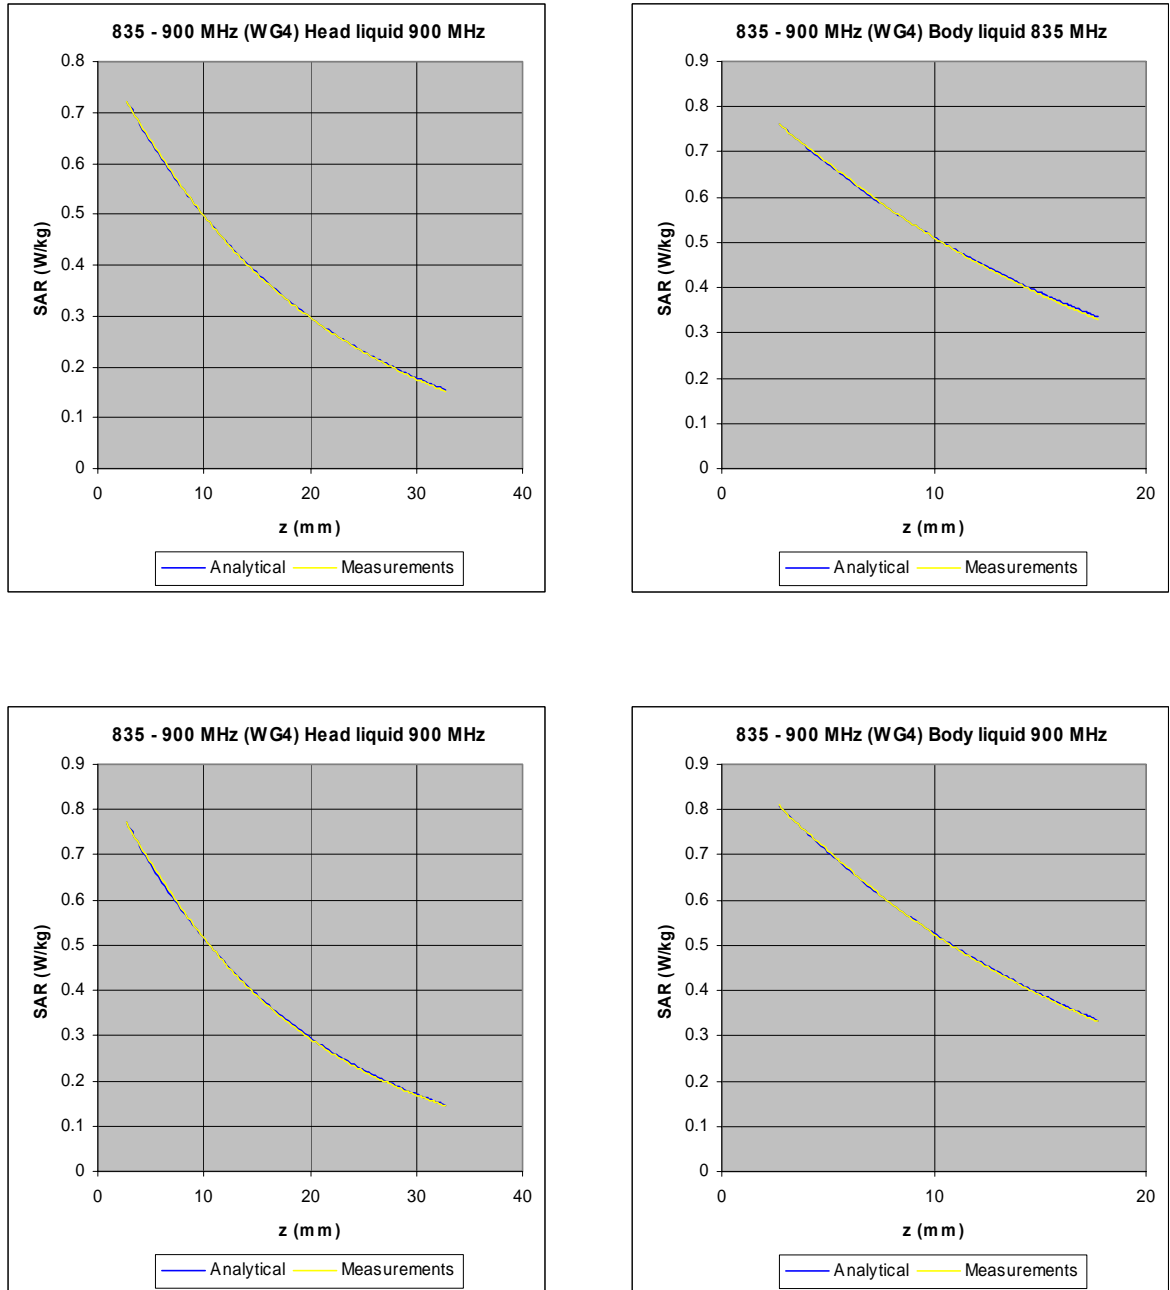 835 - 900 MHz (WG4) Head liquid 900 MHz
0.8
0.7
0.6
0.5
0.4
0.3
0.2
0.1
0
SAR (W/kg)
0 10 20 30 40
z (mm)
Analytical Measurements
835 - 900 MHz (WG4) Body liquid 835 MHz
0.9
0.8
0.7
0.6
0.5
0.4
0.3
0.2
0.1
0
SAR (W/kg)
0 10 20
z (mm)
Analytical Measurements
835 - 900 MHz (WG4) Head liquid 900 MHz
0.9
0.8
0.7
0.6
0.5
0.4
0.3
0.2
0.1
0
SAR (W/kg)
0 10 20 30 40
z (mm)
Analytical Measurements
835 - 900 MHz (WG4) Body liquid 900 MHz
0.9
0.8
0.7
0.6
0.5
0.4
0.3
0.2
0.1
0
SAR (W/kg)
0 10 20
z (mm)
Analytical Measurements